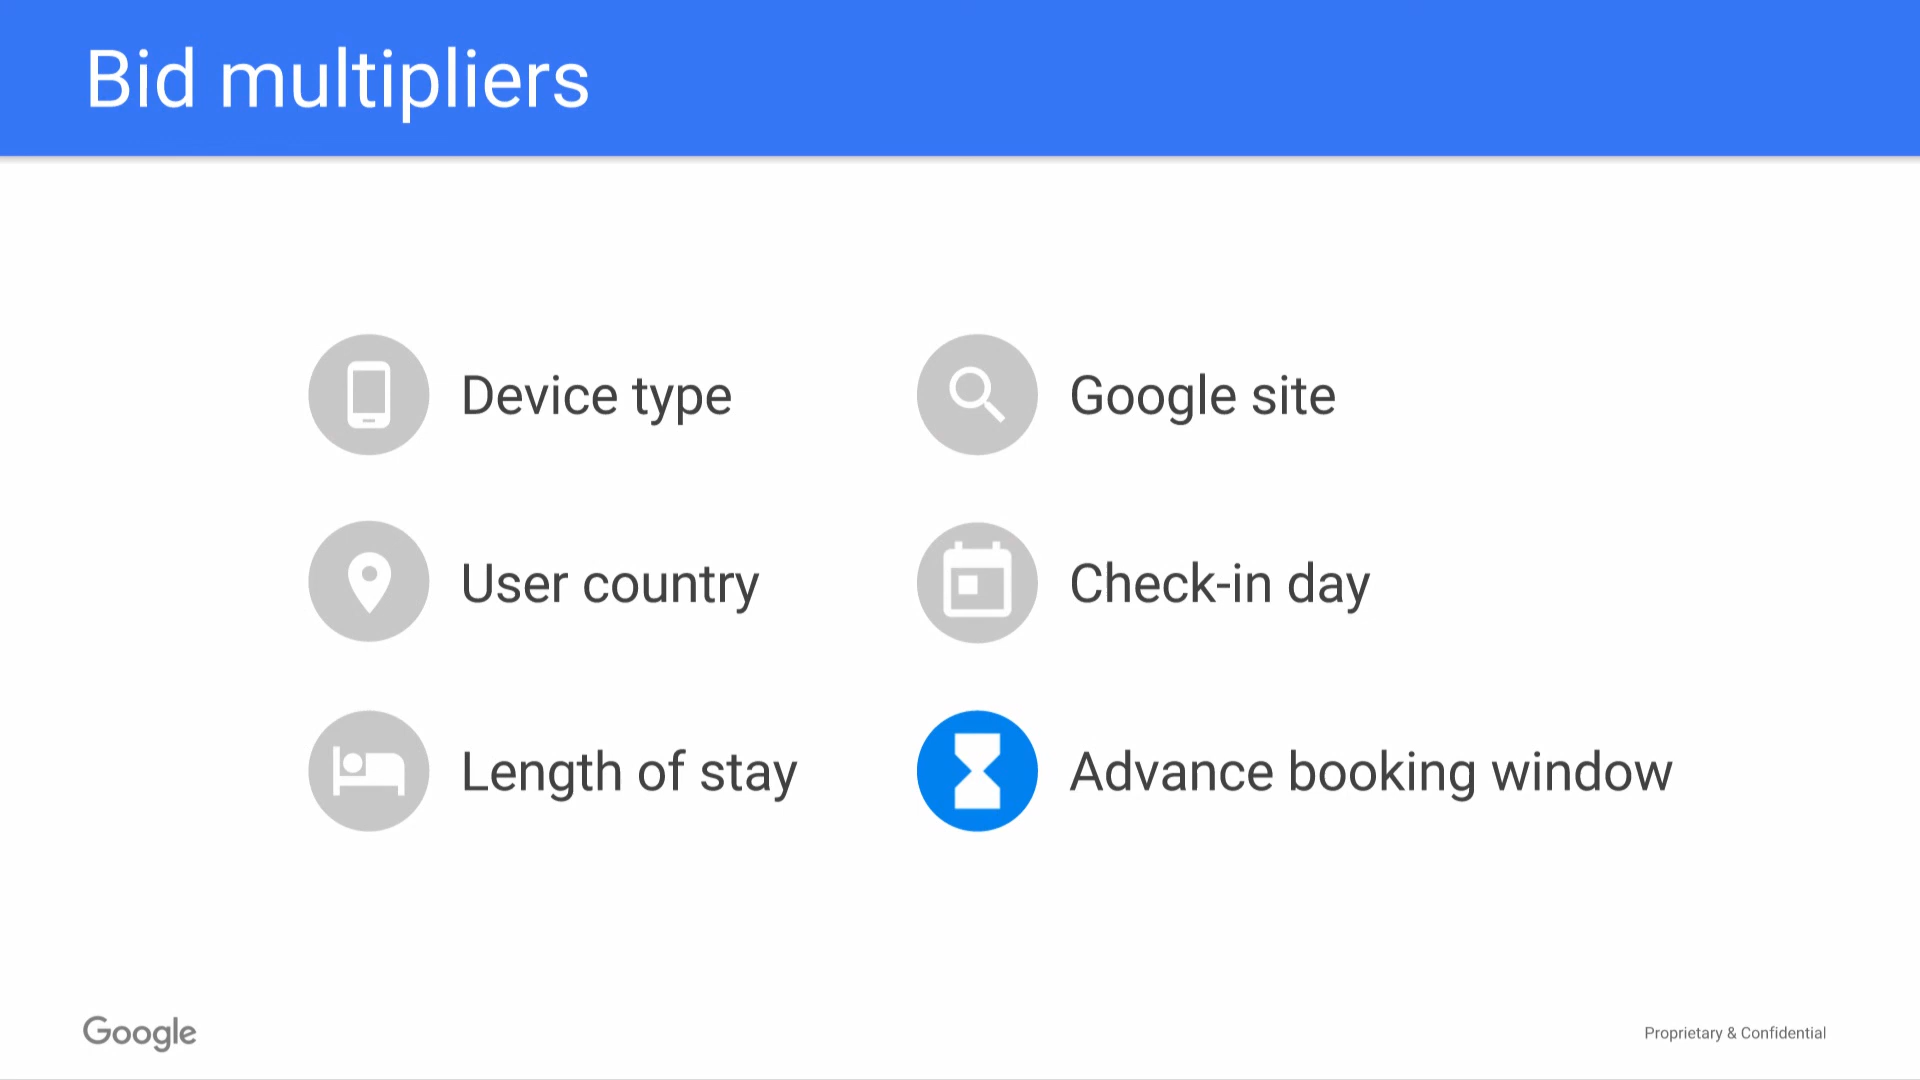 Bid multipliers
Device type
Google site
User country
Check-in day
Length of stay
Advance booking window
Google
Proprietary & Confidential